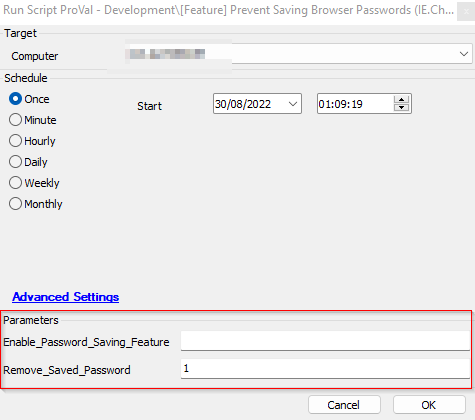 Run Script ProVal - Development\[Feature] Prevent Saving Browser Passwords (IE.Ch...
Target
Computer
Schedule
Once
Minute
Hourly
Daily
Weekly
Monthly
Start
30/08/2022
01:09:19
Advanced Settings
Parameters
Enable_Password_Saving_Feature
Remove_Saved_Password 1
Cancel OK